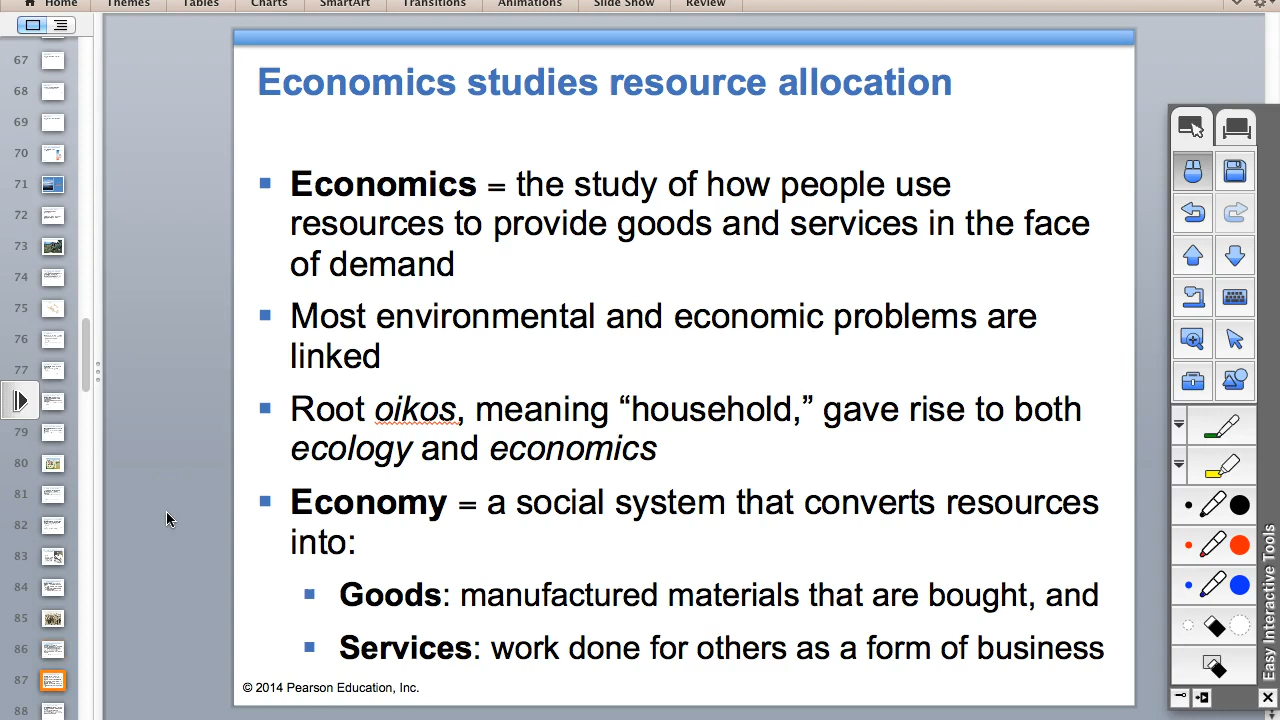 Home Themes Tables Charts SmartArt Transitions Animations Slide Show Review
67
68
69
70
71
72
73
74
75
76
77
79
80
81
82
83
84
85
86
87
88
Economics studies resource allocation
Economics = the study of how people use
resources to provide goods and services in the face
of demand
Most environmental and economic problems are
linked
Root oikos, meaning “household,” gave rise to both
ecology and economics
Economy = a social system that converts resources
into:
Goods: manufactured materials that are bought, and
Services: work done for others as a form of business
© 2014 Pearson Education, Inc.
Easy Interactive Tools